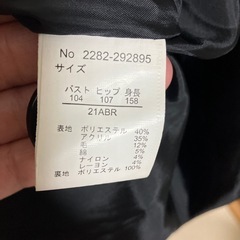 No 2282-292895
サイズ
バスト ヒップ 身長
104 107 158
21ABR
表地 ポリエステル 40%
アクリル 35%
毛 12%
綿 5%
ナイロン 4%
レーヨン 4%
裏地 ポリエステル 100%